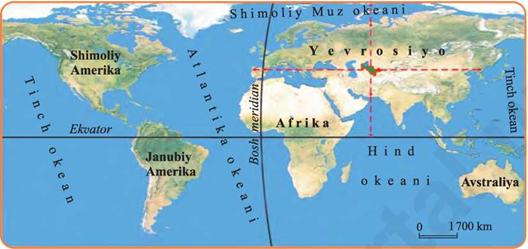 Shimoliy Muz okeani
Shimoliy
Amerika
Yevrosiyo
Tinch okean
Atlantika okeani
Bosh meridian
Tinch okean
Ekvator
Afrika
Janubiy
Amerika
Hind
okeani
Avstraliya
0 1700 km